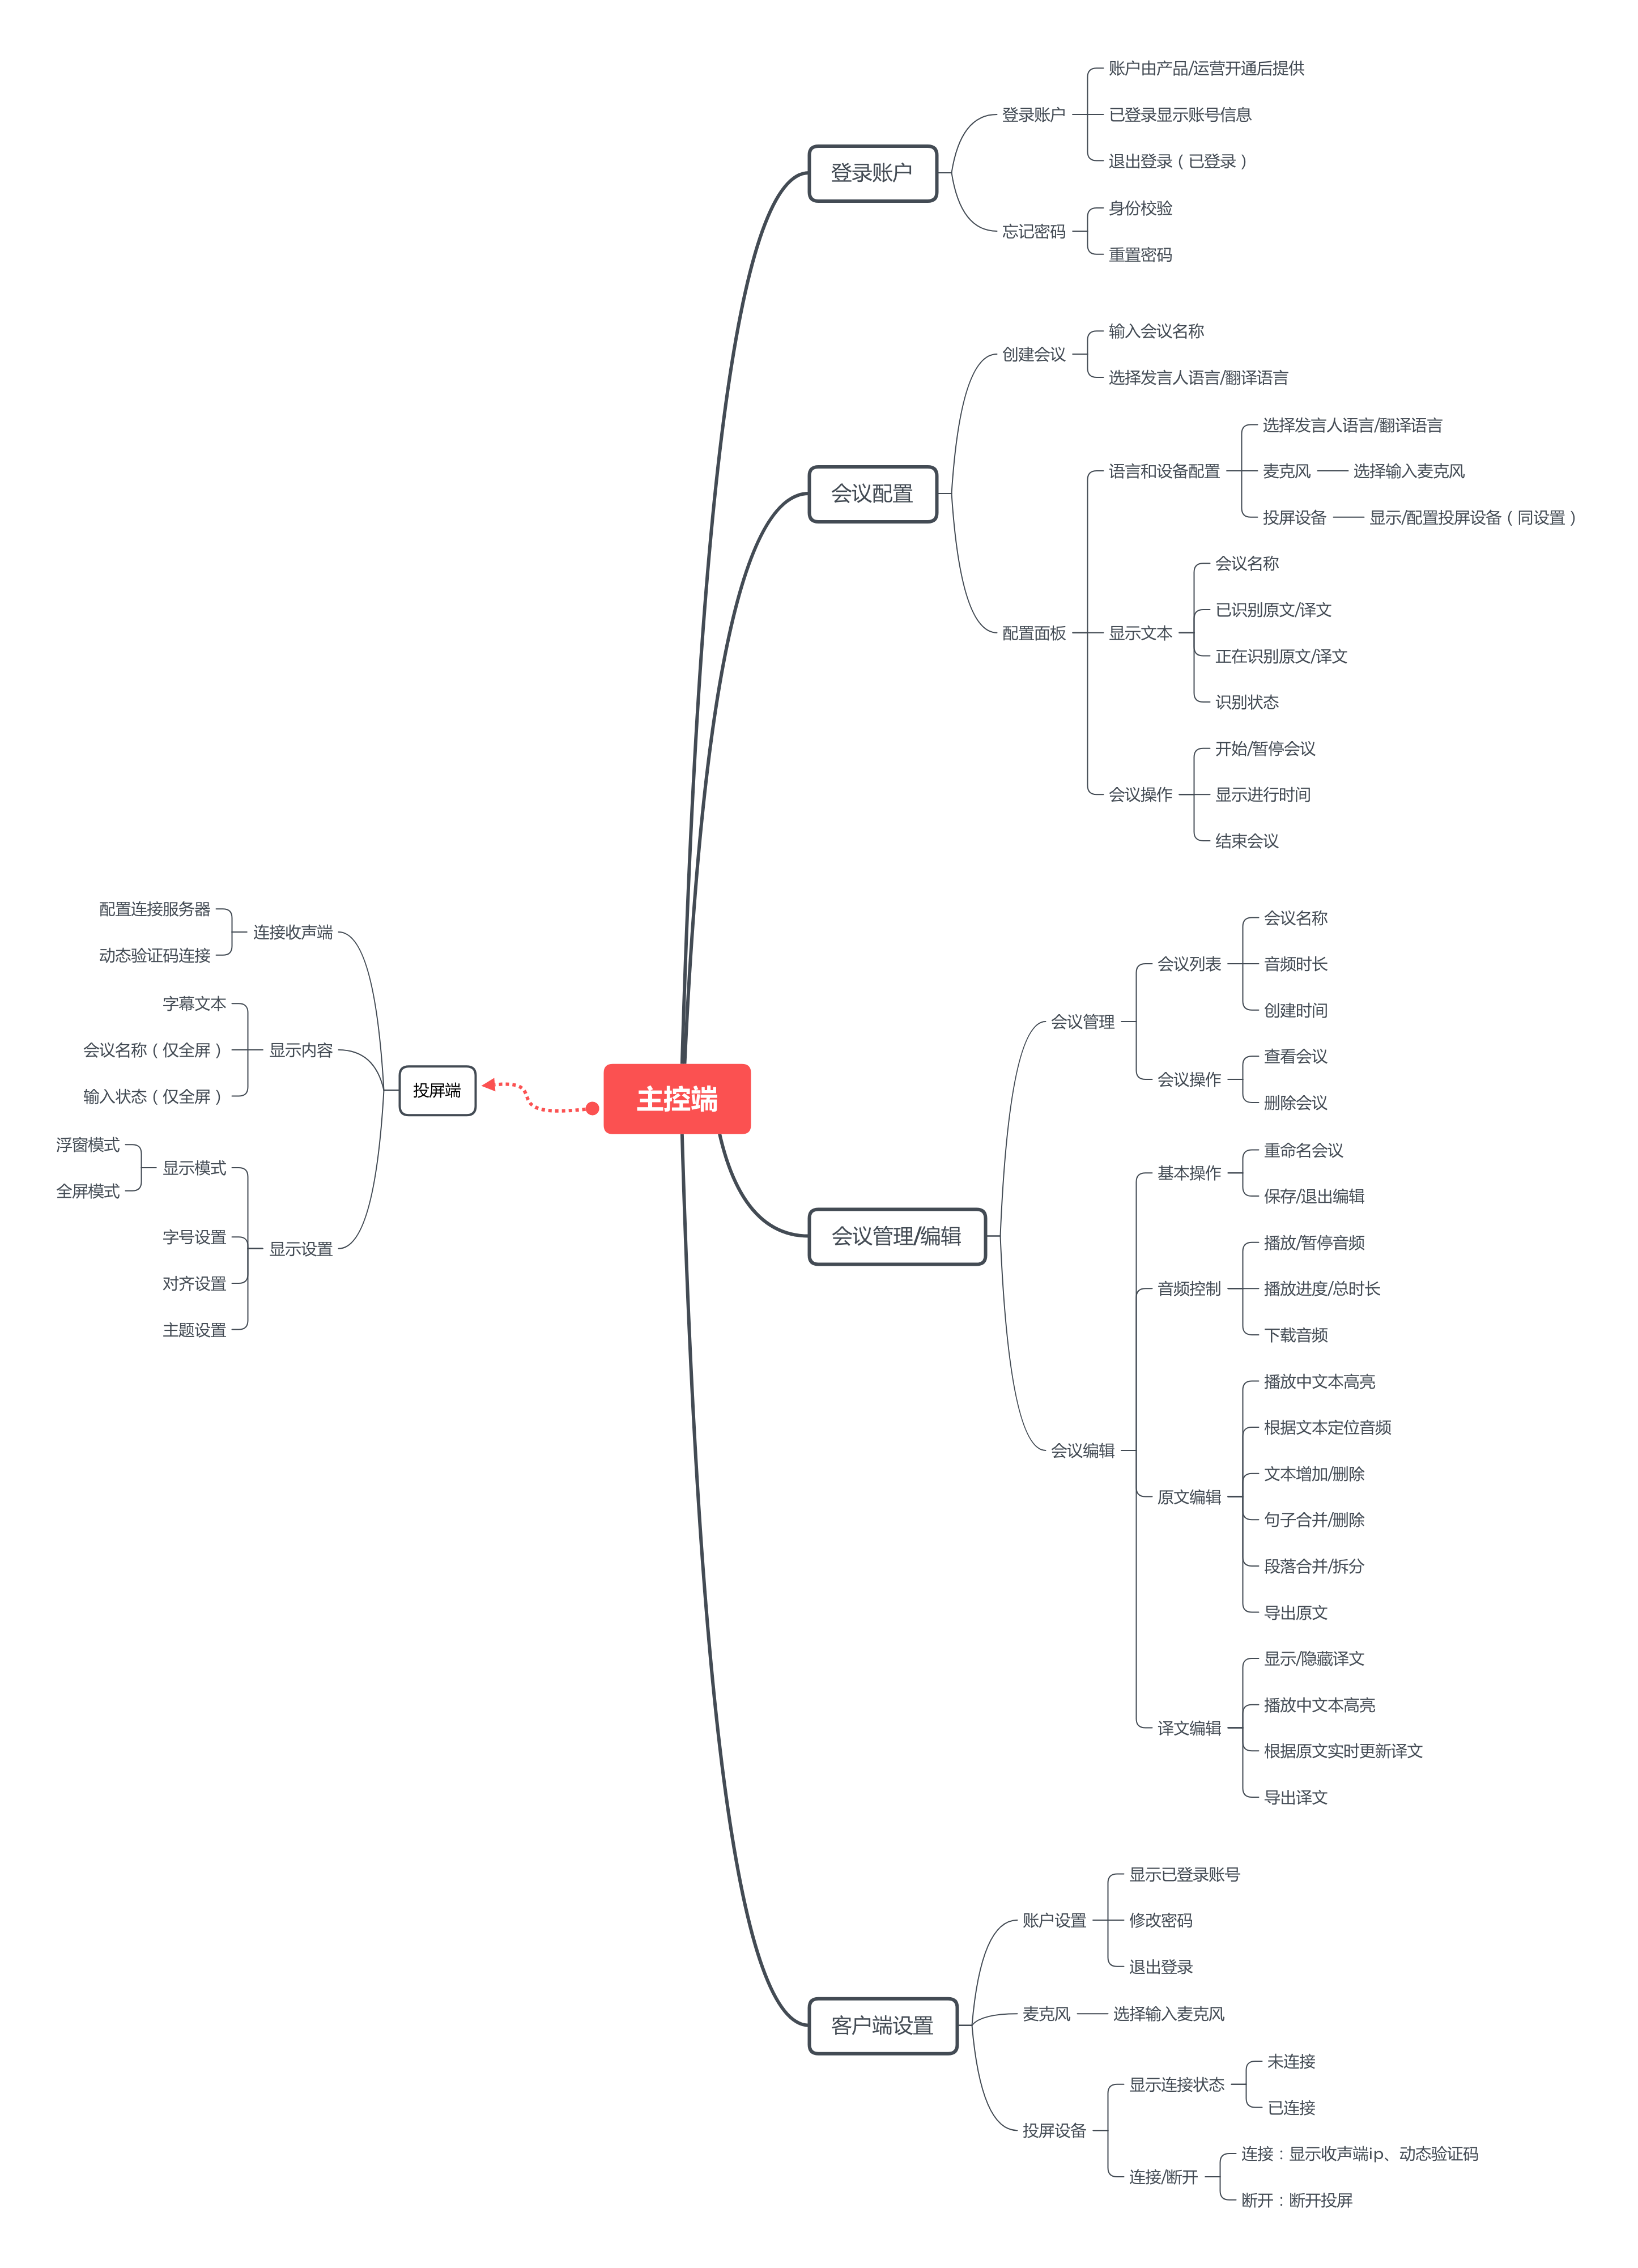 主控端
登录账户
登录账户
账户由产品/运营开通后提供
已登录显示账号信息
退出登录（已登录）
忘记密码
身份校验
重置密码
会议配置
创建会议
输入会议名称
选择发言人语言/翻译语言
配置面板
语言和设备配置
选择发言人语言/翻译语言
麦克风
选择输入麦克风
投屏设备
显示/配置投屏设备（同设置）
显示文本
会议名称
已识别原文/译文
正在识别原文/译文
识别状态
会议操作
开始/暂停会议
显示进行时间
结束会议
会议管理/编辑
会议管理
会议列表
会议名称
音频时长
创建时间
会议操作
查看会议
删除会议
会议编辑
基本操作
重命名会议
保存/退出编辑
音频控制
播放/暂停音频
播放进度/总时长
下载音频
原文编辑
播放中文本高亮
根据文本定位音频
文本增加/删除
句子合并/删除
段落合并/拆分
导出原文
译文编辑
显示/隐藏译文
播放中文本高亮
根据原文实时更新译文
导出译文
客户端设置
账户设置
显示已登录账号
修改密码
退出登录
麦克风
选择输入麦克风
投屏设备
显示连接状态
未连接
已连接
连接/断开
连接：显示收声端ip、动态验证码
断开：断开投屏
投屏端
连接收声端
配置连接服务器
动态验证码连接
显示内容
字幕文本
会议名称（仅全屏）
输入状态（仅全屏）
显示设置
显示模式
浮窗模式
全屏模式
字号设置
对齐设置
主题设置